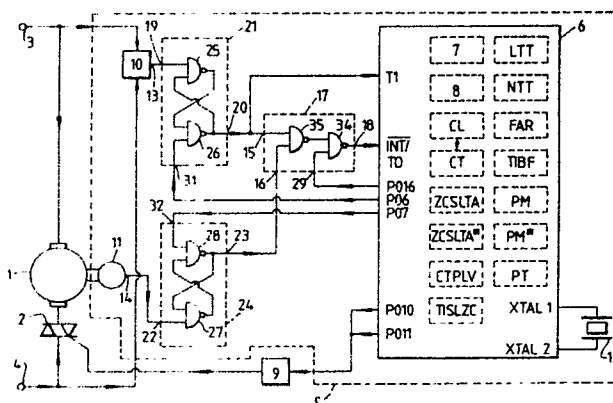 3
10
19
13
25
21
26
20
31
17
35
34
18
15
16
29
6
T1
INT/
TO
P016
P06
P07
P010
P011
7
LTT
8
NTT
CL
FAR
CT
TIBF
ZCSLTA
PM
ZCSLTA*
PM*
CTPLV
PT
TISLZC
XTAL 1
XTAL 2
1
11
14
2
4
32
28
23
22
27
24
9